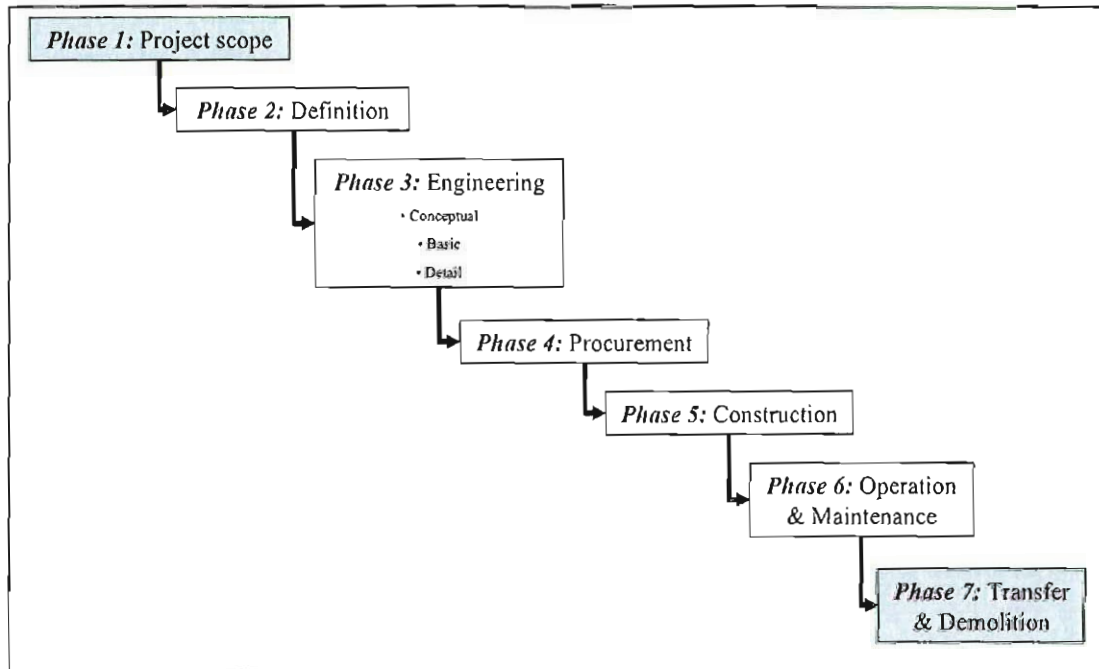 Phase 1: Project scope
Phase 2: Definition
Phase 3: Engineering
• Conceptual
• Basic
• Detail
Phase 4: Procurement
Phase 5: Construction
Phase 6: Operation
& Maintenance
Phase 7: Transfer
& Demolition